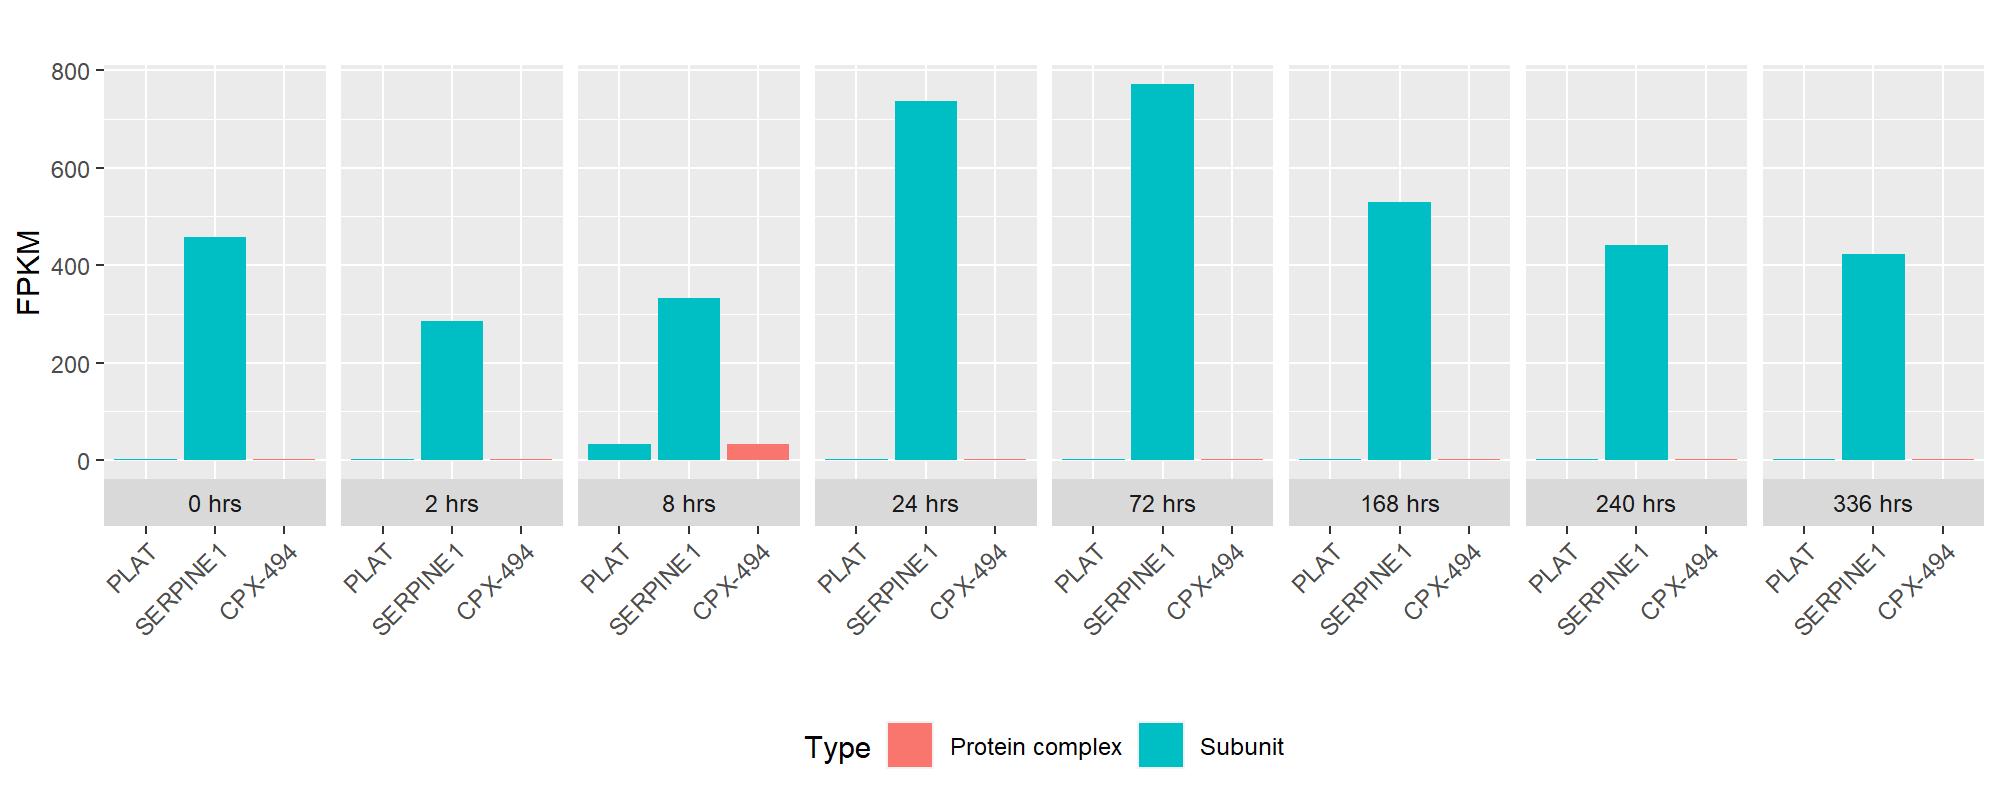 FPKM
800
600
400
200
0
0 hrs 2 hrs 8 hrs 24 hrs 72 hrs 168 hrs 240 hrs 336 hrs
PLAT SERPINE1 CPX-494 PLAT SERPINE1 CPX-494 PLAT SERPINE1 CPX-494 PLAT SERPINE1 CPX-494 PLAT SERPINE1 CPX-494 PLAT SERPINE1 CPX-494 PLAT SERPINE1 CPX-494 PLAT SERPINE1 CPX-494
Type Protein complex Subunit